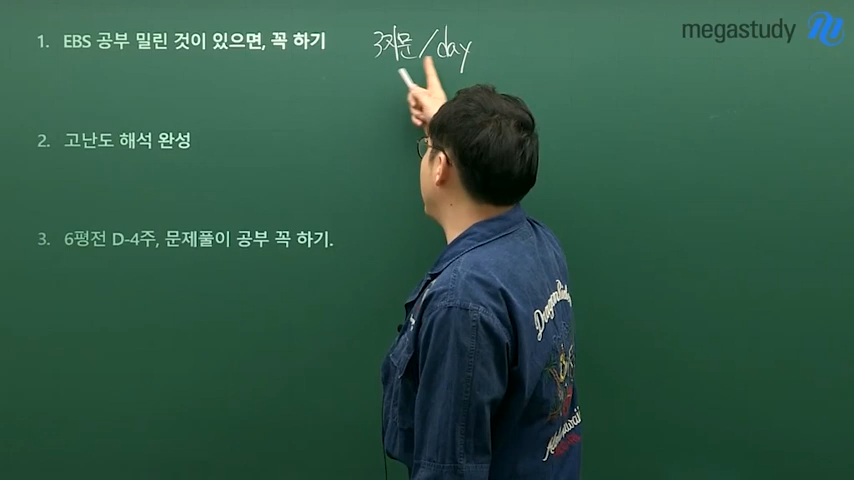 1. EBS 공부 밀린 것이 있으면, 꼭 하기 3지문/day
megastudy
2. 고난도 해석 완성
3. 6평전 D-4주, 문제풀이 공부 꼭 하기.